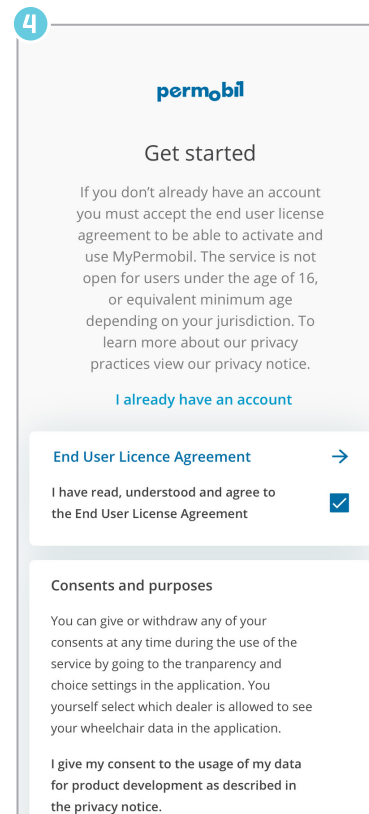 4
permobil
Get started
If you don't already have an account
you must accept the end user license
agreement to be able to activate and
use MyPermobil. The service is not
open for users under the age of 16,
or equivalent minimum age
depending on your jurisdiction. To
learn more about our privacy
practices view our privacy notice.
I already have an account
End User Licence Agreement
I have read, understood and agree to
the End User License Agreement
Consents and purposes
You can give or withdraw any of your
consents at any time during the use of the
service by going to the tranparency and
choice settings in the application. You
yourself select which dealer is allowed to see
your wheelchair data in the application.
I give my consent to the usage of my data
for product development as described in
the privacy notice.